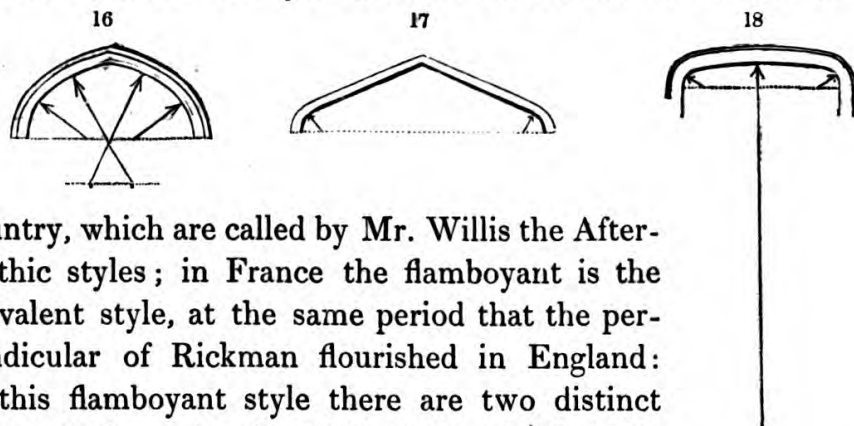 16 17 18
ntry, which are called by Mr. Willis the After-
thic styles; in France the flamboyant is the
valent style, at the same period that the per-
dicular of Rickman flourished in England:
this flamboyant style there are two distinct